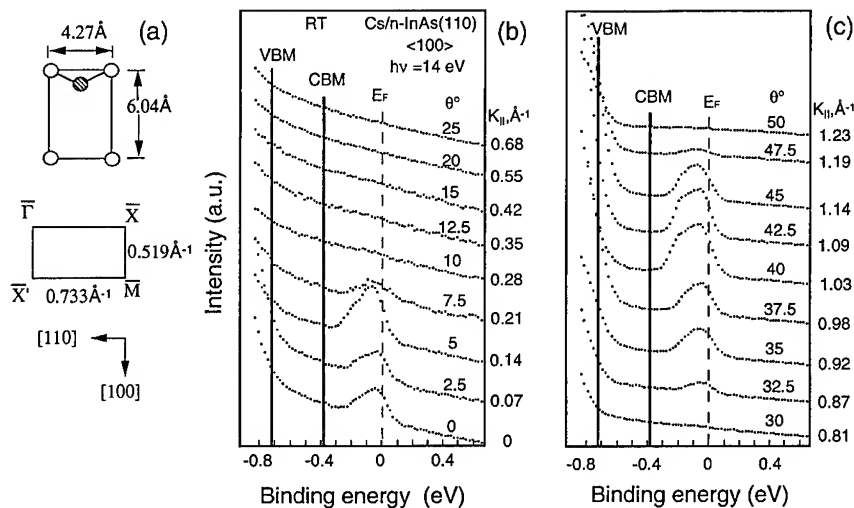 (a)
4.27Å
6.04Å
Γ̅
X̅
0.519Å⁻¹
X̅'
0.733Å⁻¹
M̅
[110]
[100]
RT
Cs/n-InAs(110)
(b)
<100>
hν =14 eV
VBM
CBM
E_F
θ°
K_||,Å⁻¹
25
0.68
20
0.55
15
0.42
12.5
0.35
10
0.28
7.5
0.21
5
0.14
2.5
0.07
0
0
Intensity (a.u.)
-0.8
-0.4
0
0.4
Binding energy (eV)
(c)
VBM
CBM
E_F
θ°
K_||,Å⁻¹
50
1.23
47.5
1.19
45
1.14
42.5
1.09
40
1.03
37.5
0.98
35
0.92
32.5
0.87
30
0.81
-0.8
-0.4
0
0.4
Binding energy (eV)